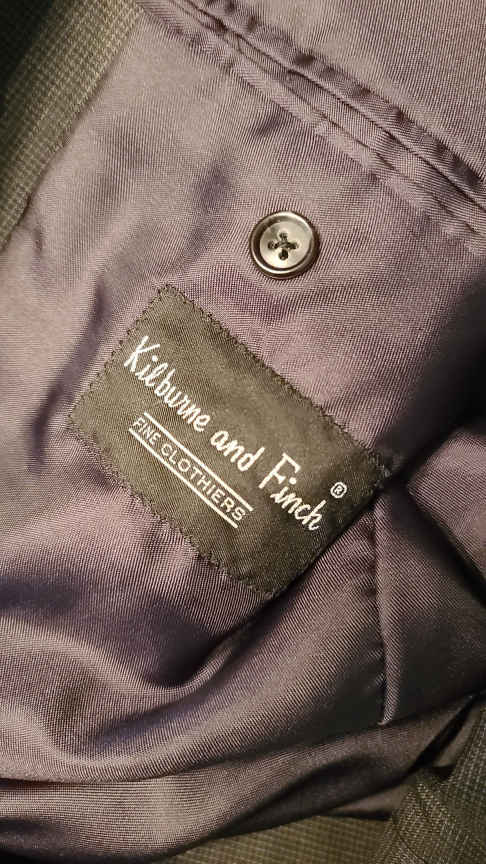 Kilburne and Finch ®
FINE CLOTHIERS